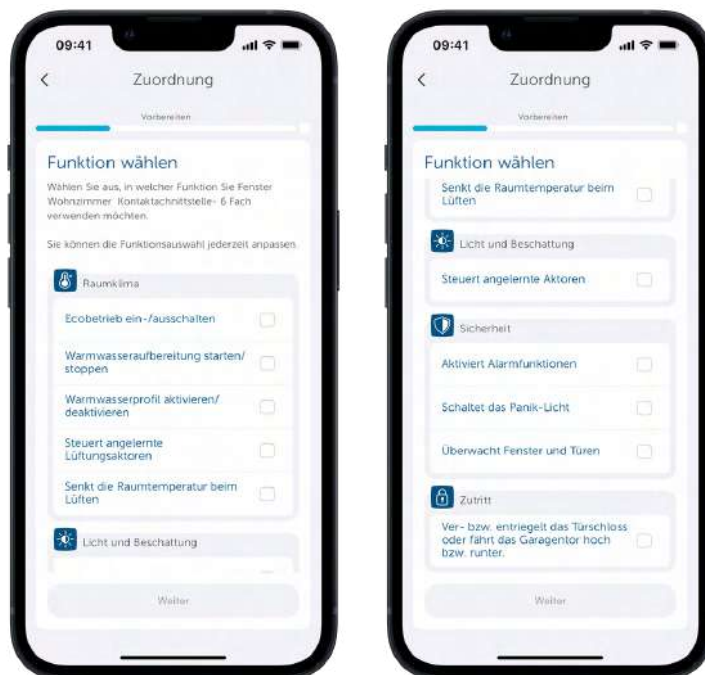 09:41
Zuordnung
Vorbereiten
Funktion wählen
Wählen Sie aus, in welcher Funktion Sie Fenster
Wohnzimmer Kontaktachnittstelle- 6 Fach
verwenden möchten.
Sie können die Funktionsauswahl jederzeit anpassen.
Raumklima
Ecobetrieb ein-/ausschalten
Warmwasseraufbereitung starten/
stoppen
Warmwasserprofil aktivieren/
deaktivieren
Steuert angelernte
Lüftungsaktoren
Senkt die Raumtemperatur beim
Lüften
Licht und Beschattung
Weiter
09:41
Zuordnung
Vorbereiten
Funktion wählen
Senkt die Raumtemperatur beim
Lüften
Licht und Beschattung
Steuert angelernte Aktoren
Sicherheit
Aktiviert Alarmfunktionen
Schaltet das Panik-Licht
Überwacht Fenster und Türen
Zutritt
Ver- bzw. entriegelt das Türschloss
oder fährt das Garagentor hoch
bzw. runter.
Weiter